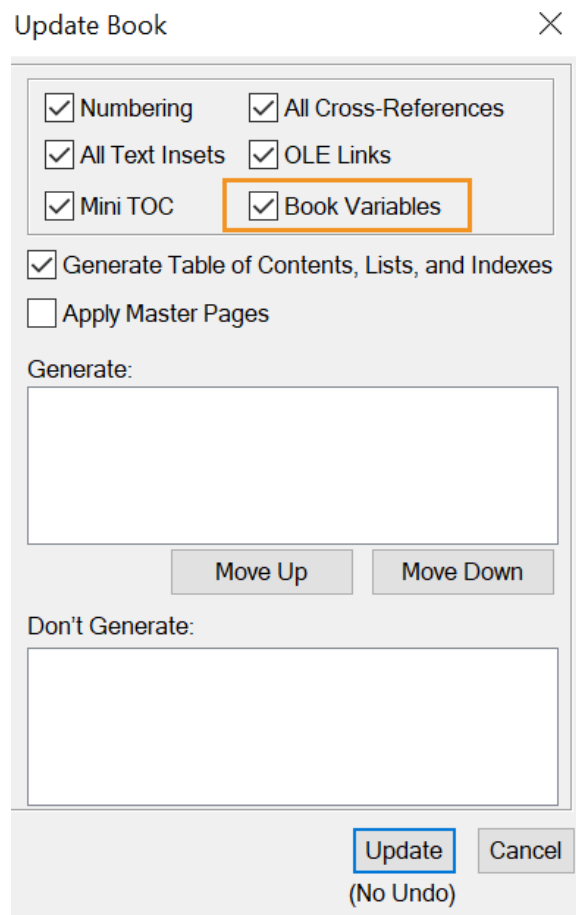 Update Book
Numbering All Cross-References
All Text Insets OLE Links
Mini TOC Book Variables
Generate Table of Contents, Lists, and Indexes
Apply Master Pages
Generate:
Move Up Move Down
Don’t Generate:
Update Cancel
(No Undo)